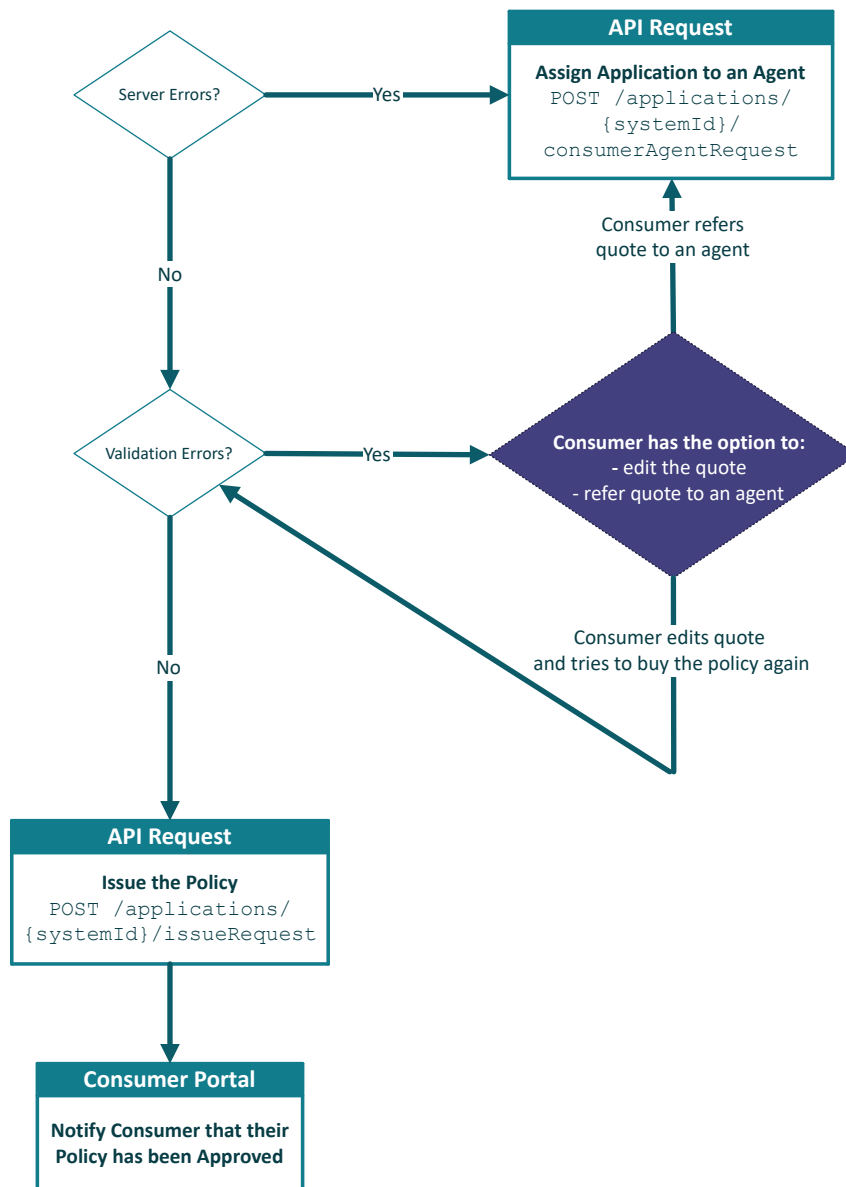 API Request
Assign Application to an Agent
POST /applications/
{systemId}/
consumerAgentRequest
Server Errors?
Yes
Consumer refers
quote to an agent
No
Consumer has the option to:
- edit the quote
- refer quote to an agent
Validation Errors?
Yes
Consumer edits quote
and tries to buy the policy again
No
API Request
Issue the Policy
POST /applications/
{systemId}/issueRequest
Consumer Portal
Notify Consumer that their
Policy has been Approved